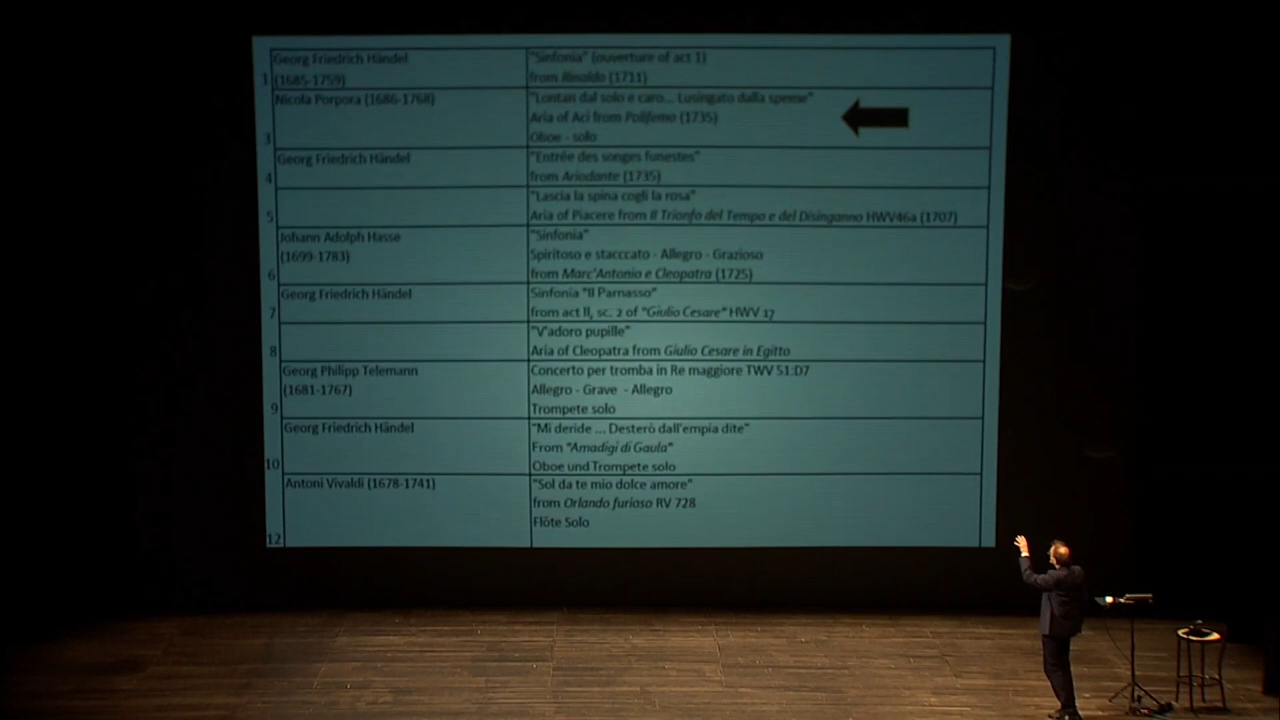 Georg Friedrich Händel "Sinfonia" (ouverture of act 1)
1 (1685-1759) from Rinaldo (1711)
Nicola Porpora (1686-1768) "Lontan dal solo e caro... Lusingato dalla speme"
Aria of Aci from Polifemo (1735)
3 Oboe - solo
Georg Friedrich Händel "Entrée des songes funestes"
4 from Ariodante (1735)
"Lascia la spina cogli la rosa"
5 Aria of Piacere from Il Trionfo del Tempo e del Disinganno HWV46a (1707)
Johann Adolph Hasse "Sinfonia"
(1699-1783) Spiritoso e stacccato - Allegro - Grazioso
6 from Marc'Antonio e Cleopatra (1725)
Georg Friedrich Händel Sinfonia "Il Parnasso"
7 from act II, sc. 2 of "Giulio Cesare" HWV 17
"V'adoro pupille"
8 Aria of Cleopatra from Giulio Cesare in Egitto
Georg Philipp Telemann Concerto per tromba in Re maggiore TWV 51:D7
(1681-1767) Allegro - Grave - Allegro
9 Trompete solo
Georg Friedrich Händel "Mi deride ... Desterò dall'empia dite"
From "Amadigi di Gaula"
10 Oboe und Trompete solo
Antoni Vivaldi (1678-1741) "Sol da te mio dolce amore"
from Orlando furioso RV 728
Flöte Solo
12